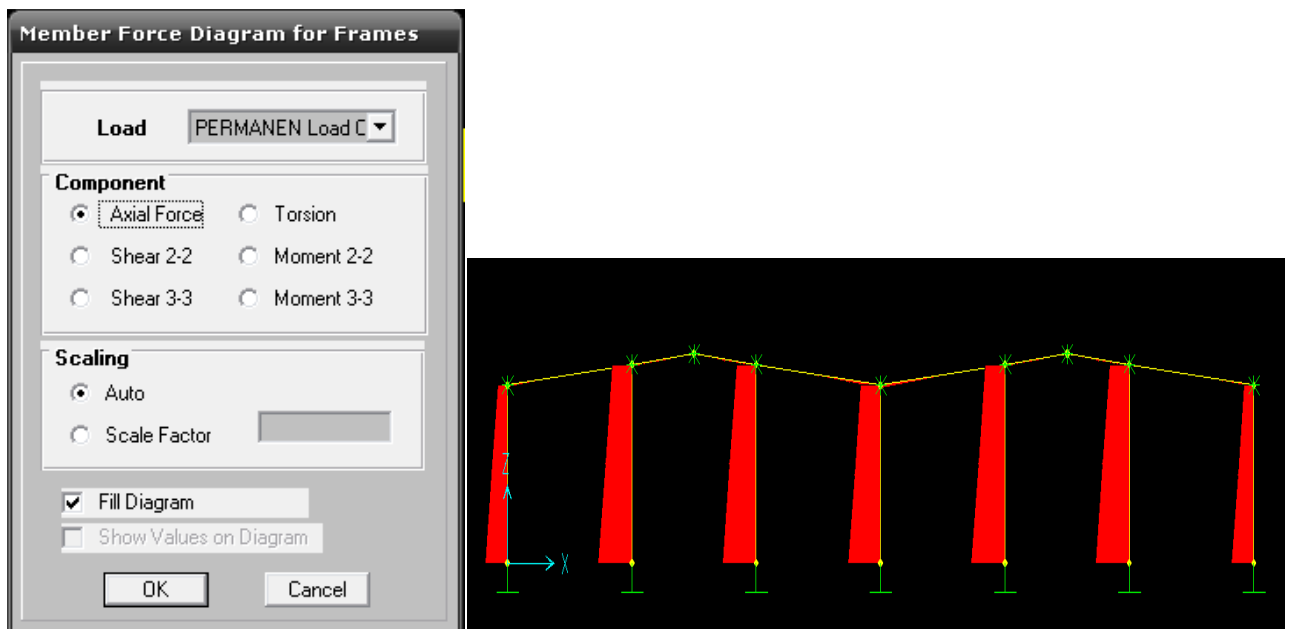 Member Force Diagram for Frames
Load PERMANEN Load C
Component
Axial Force Torsion
Shear 2-2 Moment 2-2
Shear 3-3 Moment 3-3
Scaling
Auto
Scale Factor
Fill Diagram
Show Values on Diagram
OK Cancel
Z
X